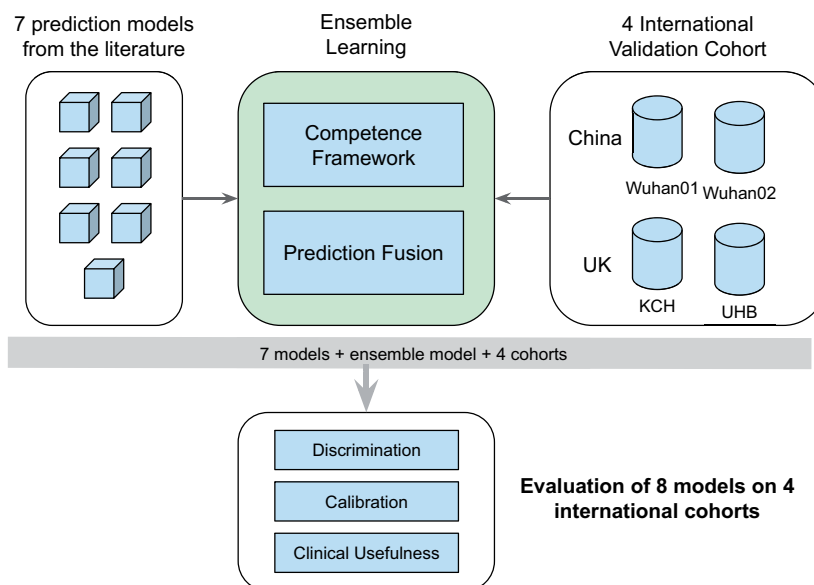 7 prediction models
from the literature
Ensemble
Learning
4 International
Validation Cohort
Competence
Framework
Prediction Fusion
China
Wuhan01
Wuhan02
UK
KCH
UHB
7 models + ensemble model + 4 cohorts
Discrimination
Calibration
Clinical Usefulness
Evaluation of 8 models on 4
international cohorts